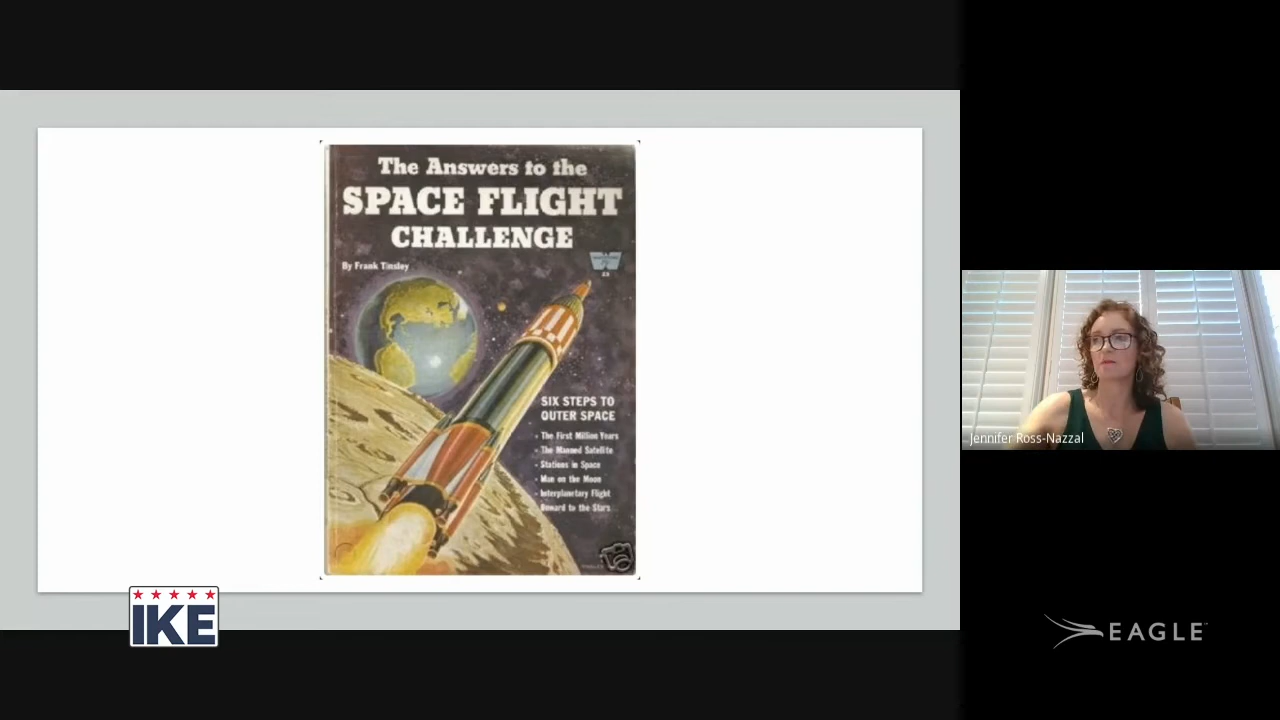 The Answers to the
SPACE FLIGHT
CHALLENGE
By Frank Tinsley
SIX STEPS TO
OUTER SPACE
• The First Million Years
• The Manned Satellite
• Stations in Space
• Man on the Moon
• Interplanetary Flight
Onward to the Stars
Jennifer Ross-Nazzal
IKE
EAGLE